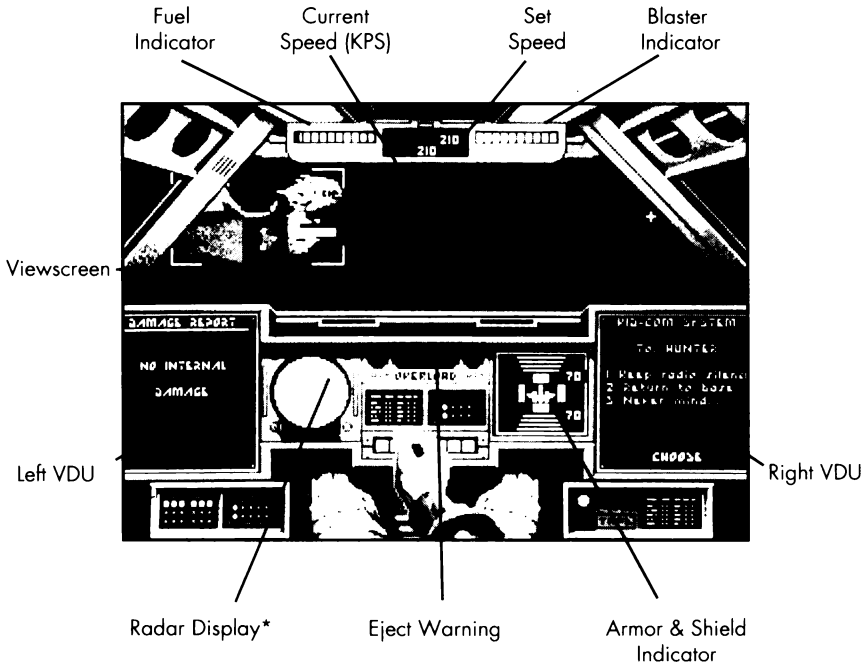 Fuel
Indicator
Current
Speed (KPS)
Set
Speed
Blaster
Indicator
210
210
Viewscreen
DAMAGE REPORT
NO INTERNAL
DAMAGE
OVERLOAD
70
70
COM SYSTEM
TO: HUNTER
1 Keep radio silenc
2 Return to base
3 Never mind..
CHOOSE
Left VDU
Right VDU
Radar Display*
Eject Warning
Armor & Shield
Indicator